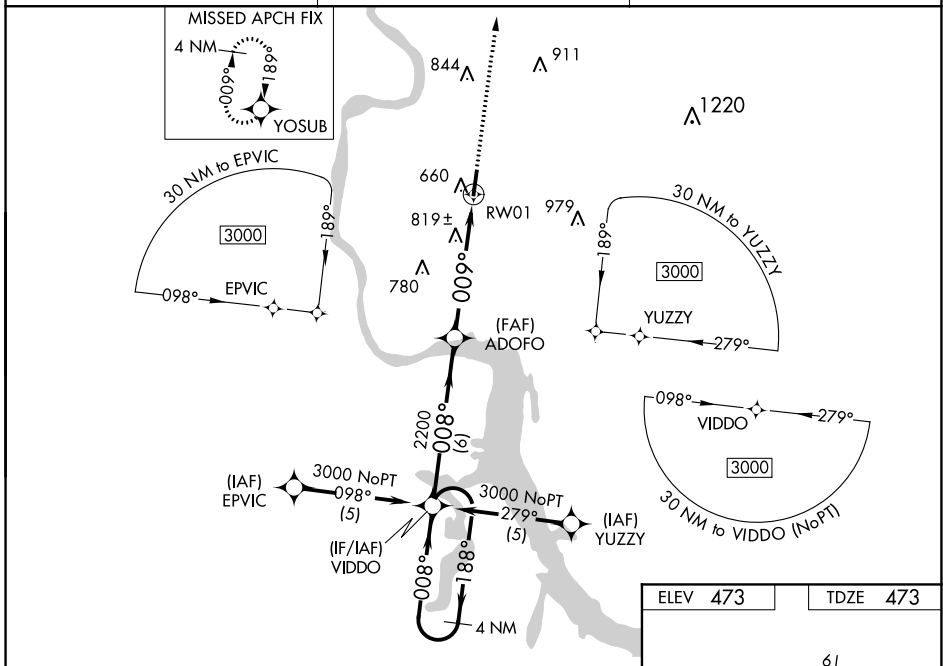 MISSED APCH FIX
4 NM
009°
189°
YOSUB
844
911
1220
30 NM to EPVIC
3000
189°
098°
EPVIC
660
RW01
819±
979
780
009°
30 NM to YUZZY
189°
3000
YUZZY
279°
(FAF)
ADOFO
2200
008°
(6)
098°
279°
VIDDO
3000
30 NM to VIDDO (NoPT)
(IAF)
EPVIC
3000 NoPT
098°
(5)
3000 NoPT
279°
(5)
(IAF)
YUZZY
(IF/IAF)
VIDDO
008°
188°
4 NM
ELEV 473
TDZE 473